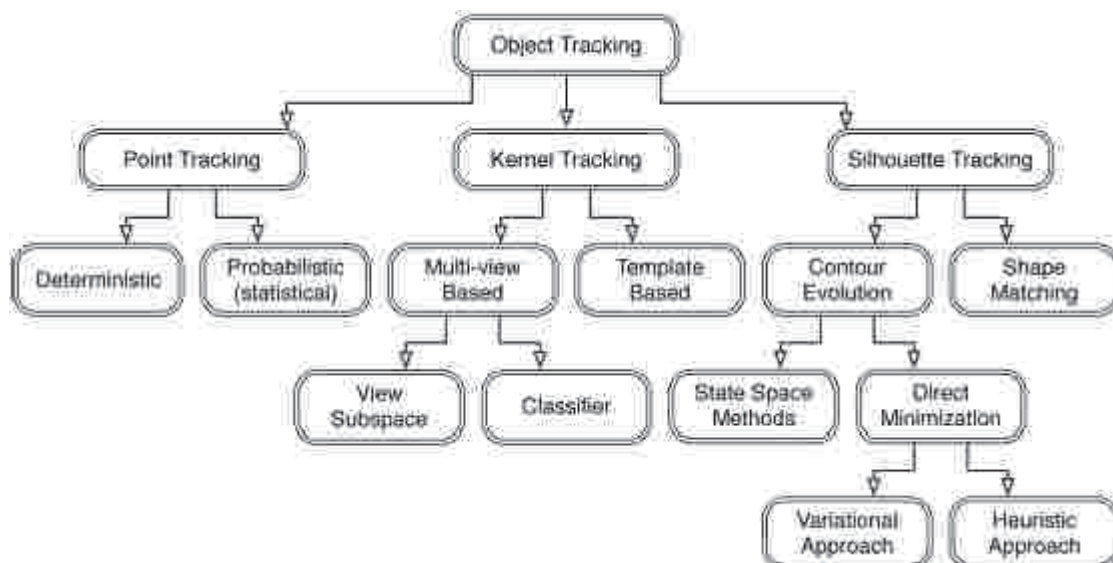 Object Tracking
Point Tracking
Kernel Tracking
Silhouette Tracking
Deterministic
Probabilistic
(statistical)
Multi-view
Based
Template
Based
Contour
Evolution
Shape
Matching
View
Subspace
Classifier
State Space
Methods
Direct
Minimization
Variational
Approach
Heuristic
Approach